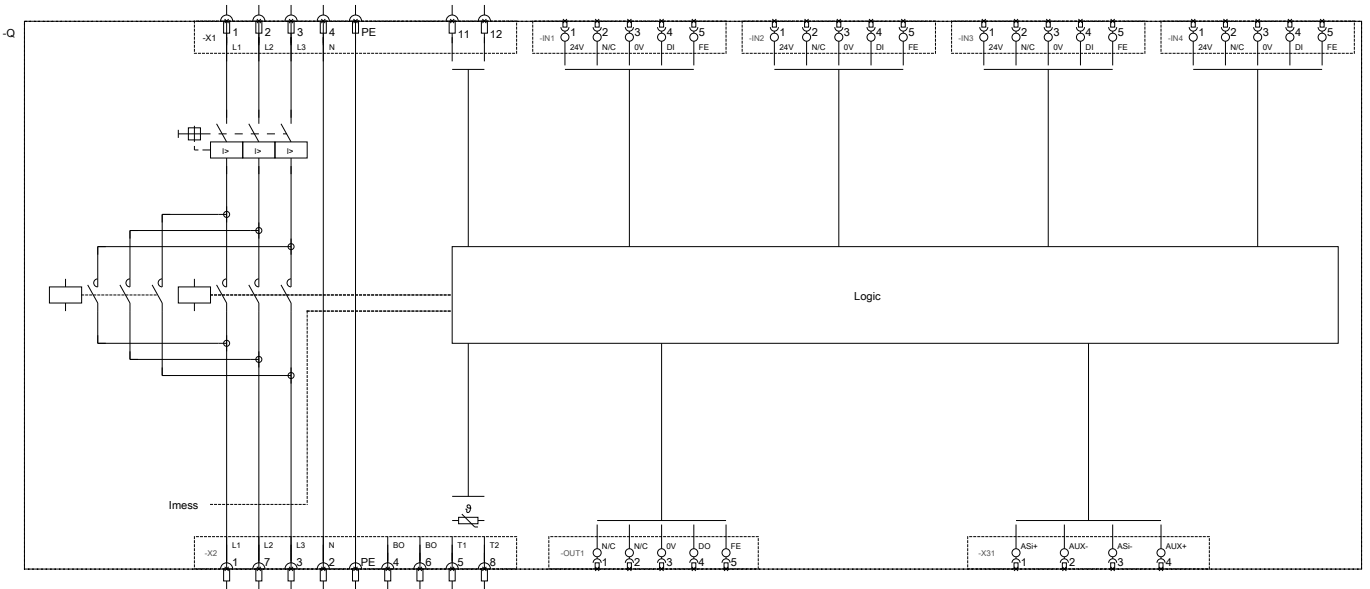 -Q
-X1 1 2 3 4 PE 11 12
L1 L2 L3 N
-IN1 1 2 3 4 5
24V N/C 0V DI FE
-IN2 1 2 3 4 5
24V N/C 0V DI FE
-IN3 1 2 3 4 5
24V N/C 0V DI FE
-IN4 1 2 3 4 5
24V N/C 0V DI FE
I> I> I>
Logic
Imess
ϑ
L1 L2 L3 N BO BO T1 T2
-X2 1 7 3 2 PE 4 6 5 8
N/C N/C 0V DO FE
-OUT1 1 2 3 4 5
ASi+ AUX- ASi- AUX+
-X31 1 2 3 4